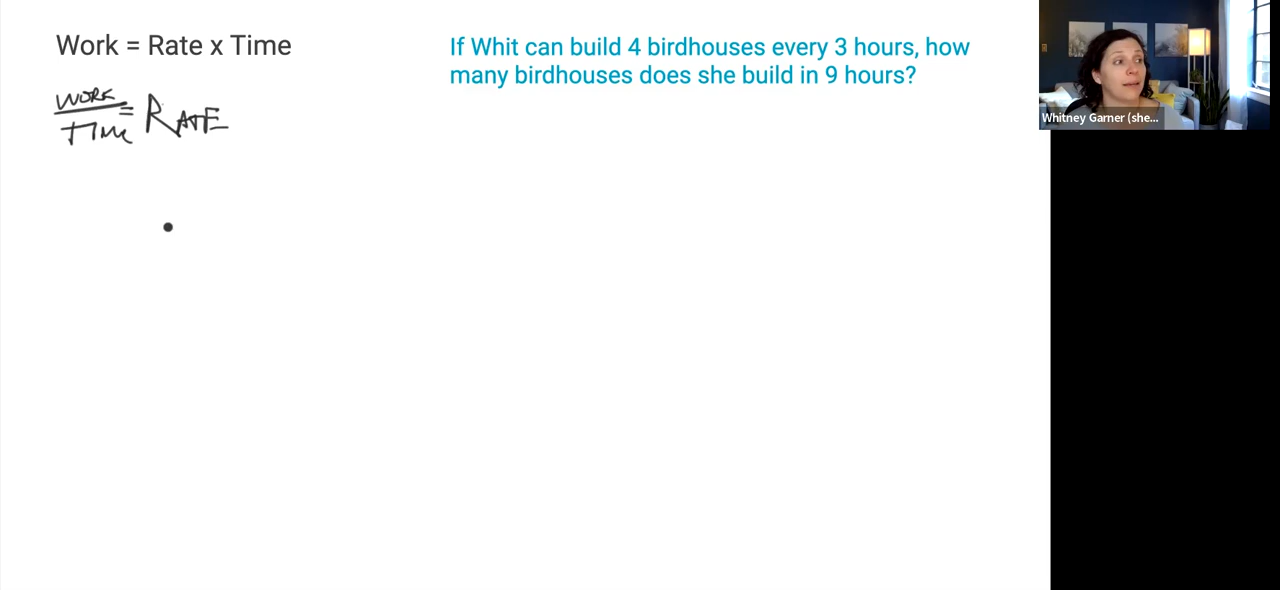 Work = Rate x Time
WORK
TIME
= RATE
If Whit can build 4 birdhouses every 3 hours, how
many birdhouses does she build in 9 hours?
Whitney Garner (she...